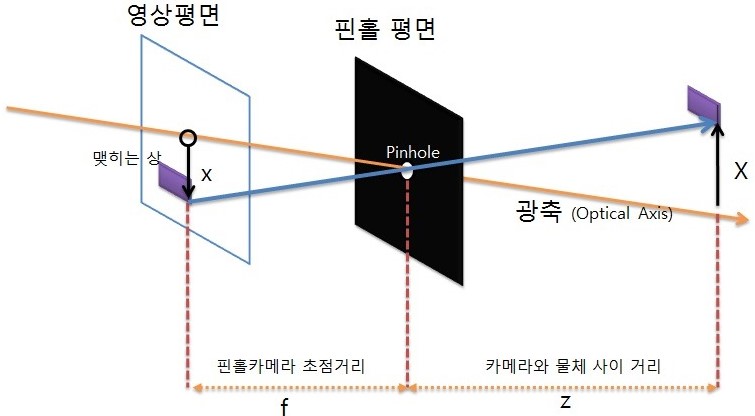 영상평면
핀홀 평면
Pinhole
맺히는 상
x
X
광축 (Optical Axis)
핀홀카메라 초점거리
카메라와 물체 사이 거리
f
z